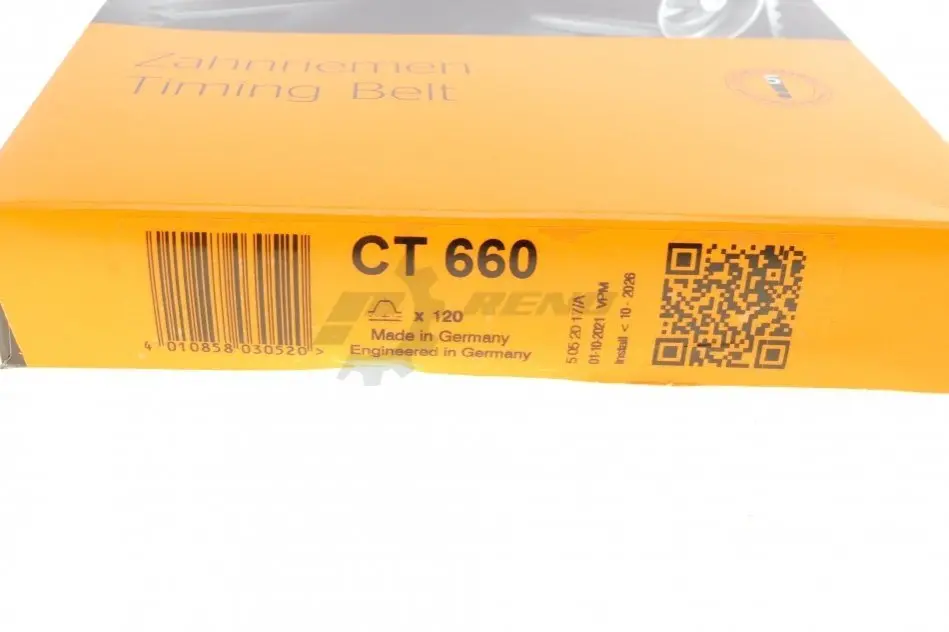 Zahnriemen
Timing Belt
CT 660
x 120
Made in Germany
Engineered in Germany
4 010858 030520 >
5 05 20 17//A
01-10-2021 VPM
Install < 10 - 2026